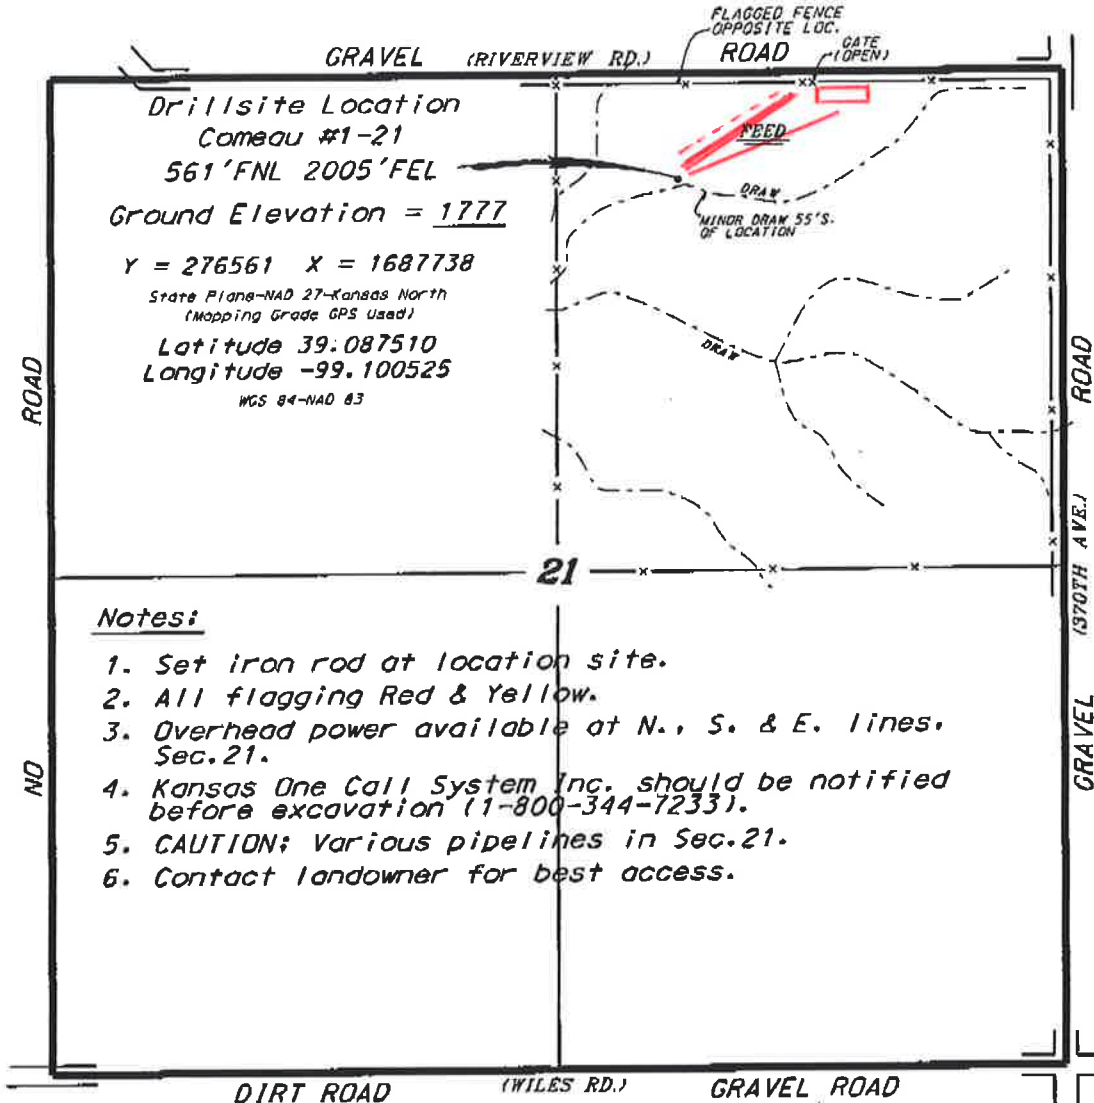 FLAGGED FENCE
OPPOSITE LOC.
GRAVEL (RIVERVIEW RD.) ROAD
GATE
(OPEN)
Drillsite Location
Comeau #1-21
561'FNL 2005'FEL
Ground Elevation = 1777
Y = 276561 X = 1687738
State Plane-NAD 27-Kansas North
(Mapping Grade GPS Used)
Latitude 39.087510
Longitude -99.100525
WGS 84-NAD 83
FEED
DRAW
MINOR DRAW 55'S.
OF LOCATION
DRAW
ROAD
NO
ROAD
(370TH AVE.)
GRAVEL
21
Notes:
1. Set iron rod at location site.
2. All flagging Red & Yellow.
3. Overhead power available at N., S. & E. lines,
Sec.21.
4. Kansas One Call System Inc. should be notified
before excavation (1-800-344-7233).
5. CAUTION: Various pipelines in Sec.21.
6. Contact landowner for best access.
DIRT ROAD (WILES RD.) GRAVEL ROAD